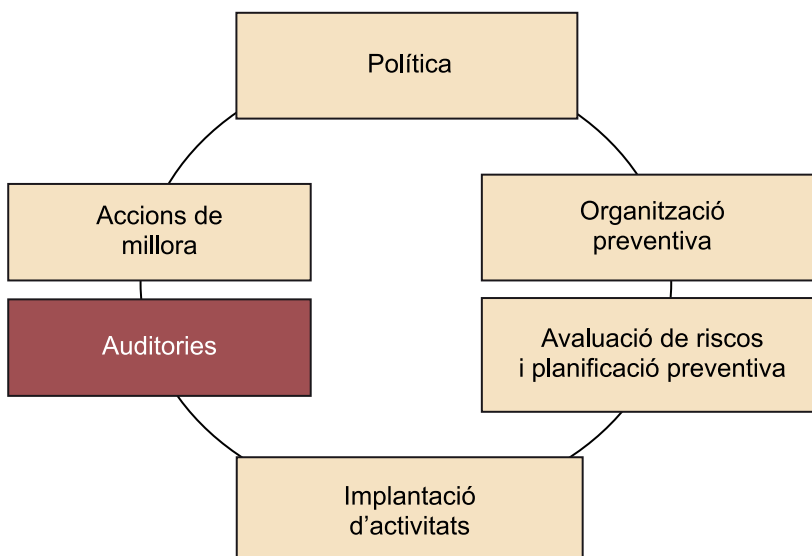 Política
Accions de
millora
Organització
preventiva
Auditories
Avaluació de riscos
i planificació preventiva
Implantació
d’activitats